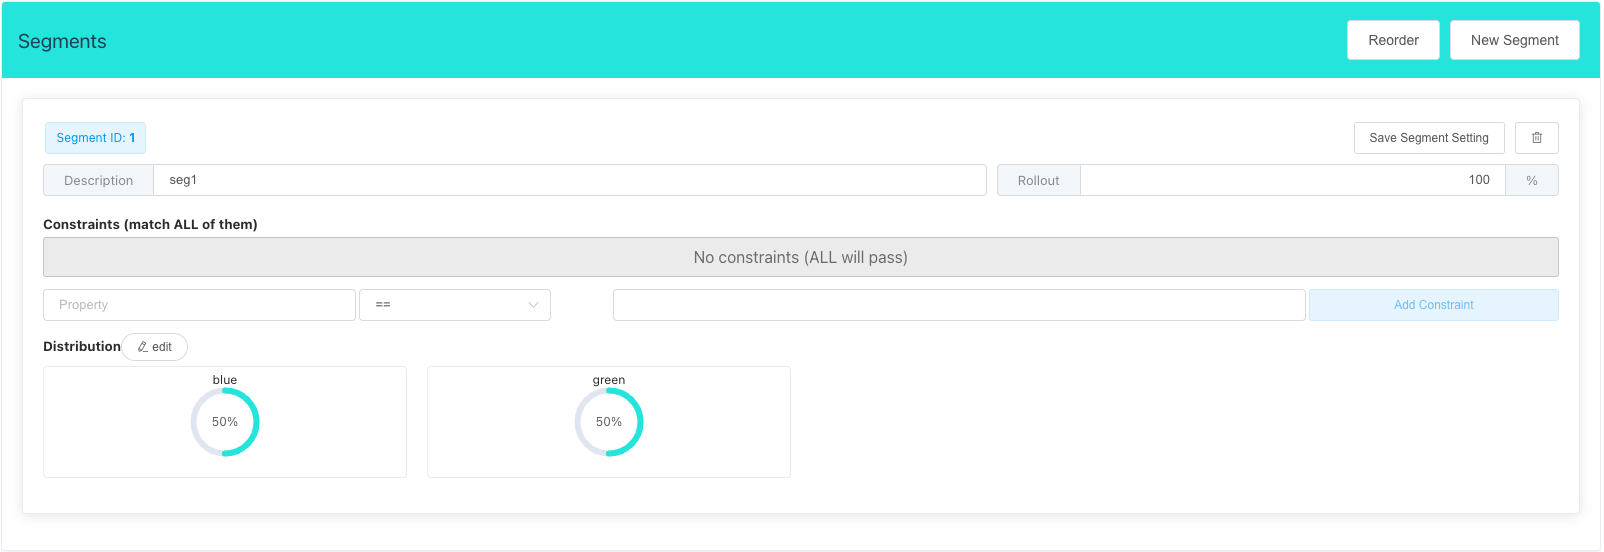 Segments
Reorder
New Segment
Segment ID: 1
Save Segment Setting
Description
seg1
Rollout
100
%
Constraints (match ALL of them)
No constraints (ALL will pass)
Property
==
Add Constraint
Distribution
edit
blue
green
50%
50%